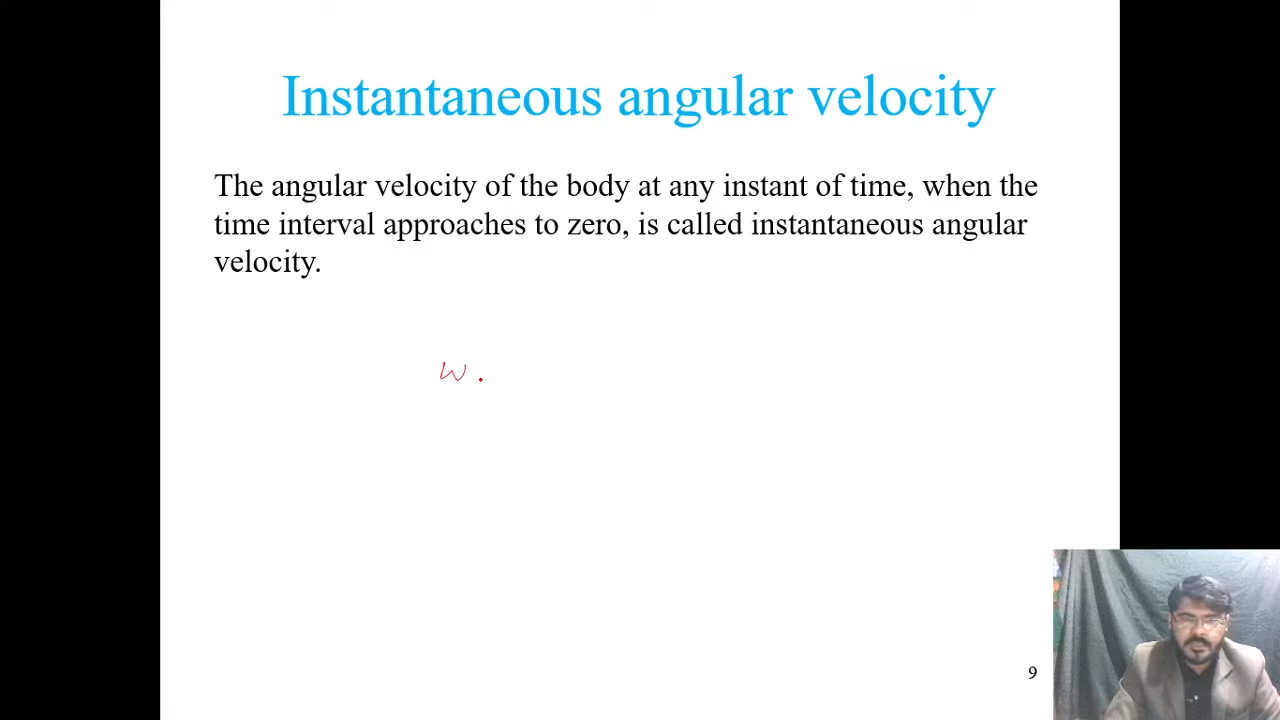 Instantaneous angular velocity
The angular velocity of the body at any instant of time, when the
time interval approaches to zero, is called instantaneous angular
velocity.
w .
9